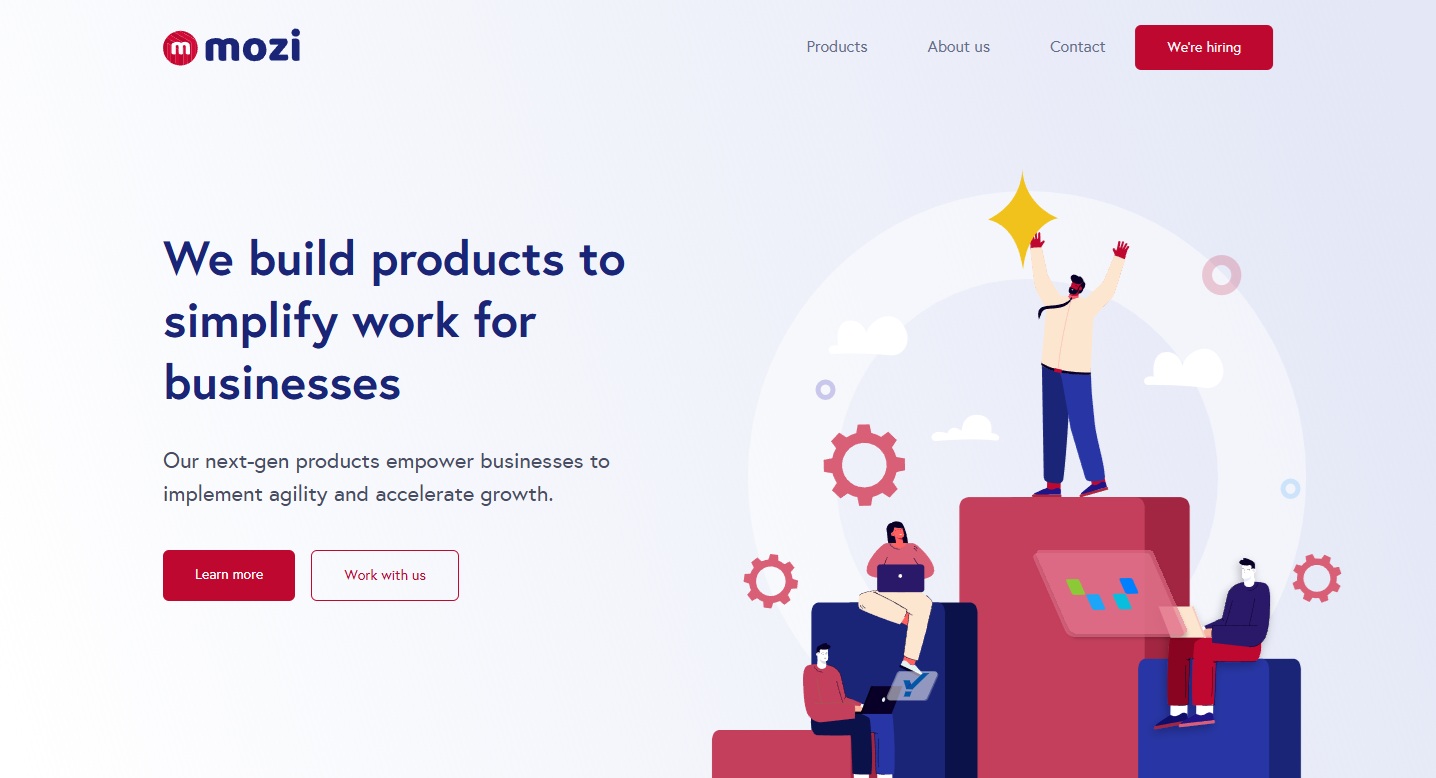 m mozi
Products
About us
Contact
We're hiring
We build products to
simplify work for
businesses
Our next-gen products empower businesses to
implement agility and accelerate growth.
Learn more
Work with us